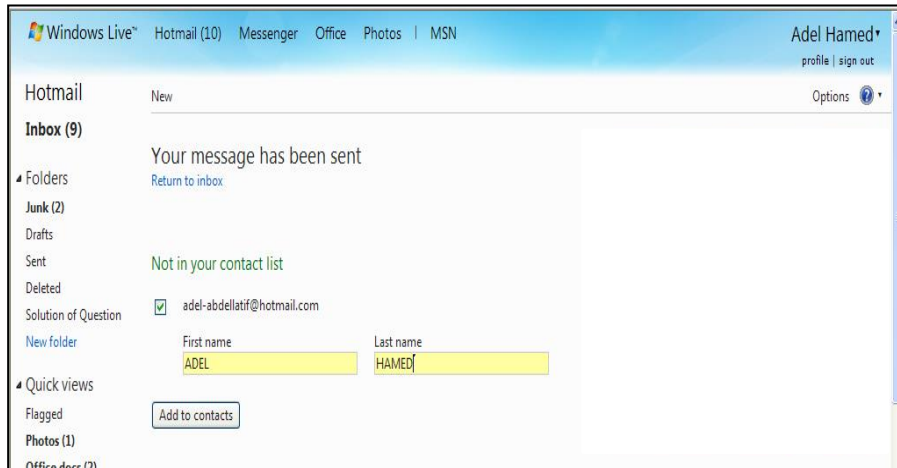 Windows Live™ Hotmail (10) Messenger Office Photos | MSN
Adel Hamed
profile | sign out
Hotmail
New
Options
Inbox (9)
Your message has been sent
Return to inbox
Folders
Junk (2)
Drafts
Sent
Deleted
Solution of Question
New folder
Not in your contact list
adel-abdellatif@hotmail.com
First name Last name
ADEL HAMED
Add to contacts
Quick views
Flagged
Photos (1)
Office docs (2)